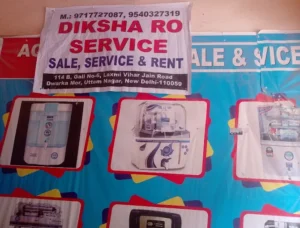 M.: 9717727087, 9540327319
DIKSHA RO
SERVICE
SALE, SERVICE & RENT
114 B, Gali No-6, Laxmi Vihar Jain Road
Dwarka Mor, Uttam Nagar, New Delhi-110059
ALE & VICE